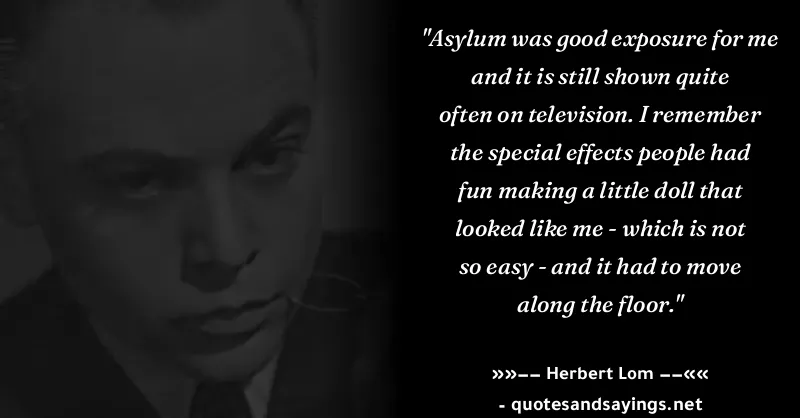 "Asylum was good exposure for me
and it is still shown quite
often on television. I remember
the special effects people had
fun making a little doll that
looked like me - which is not
so easy - and it had to move
along the floor."
»»−− Herbert Lom −−««
- quotesandsayings.net